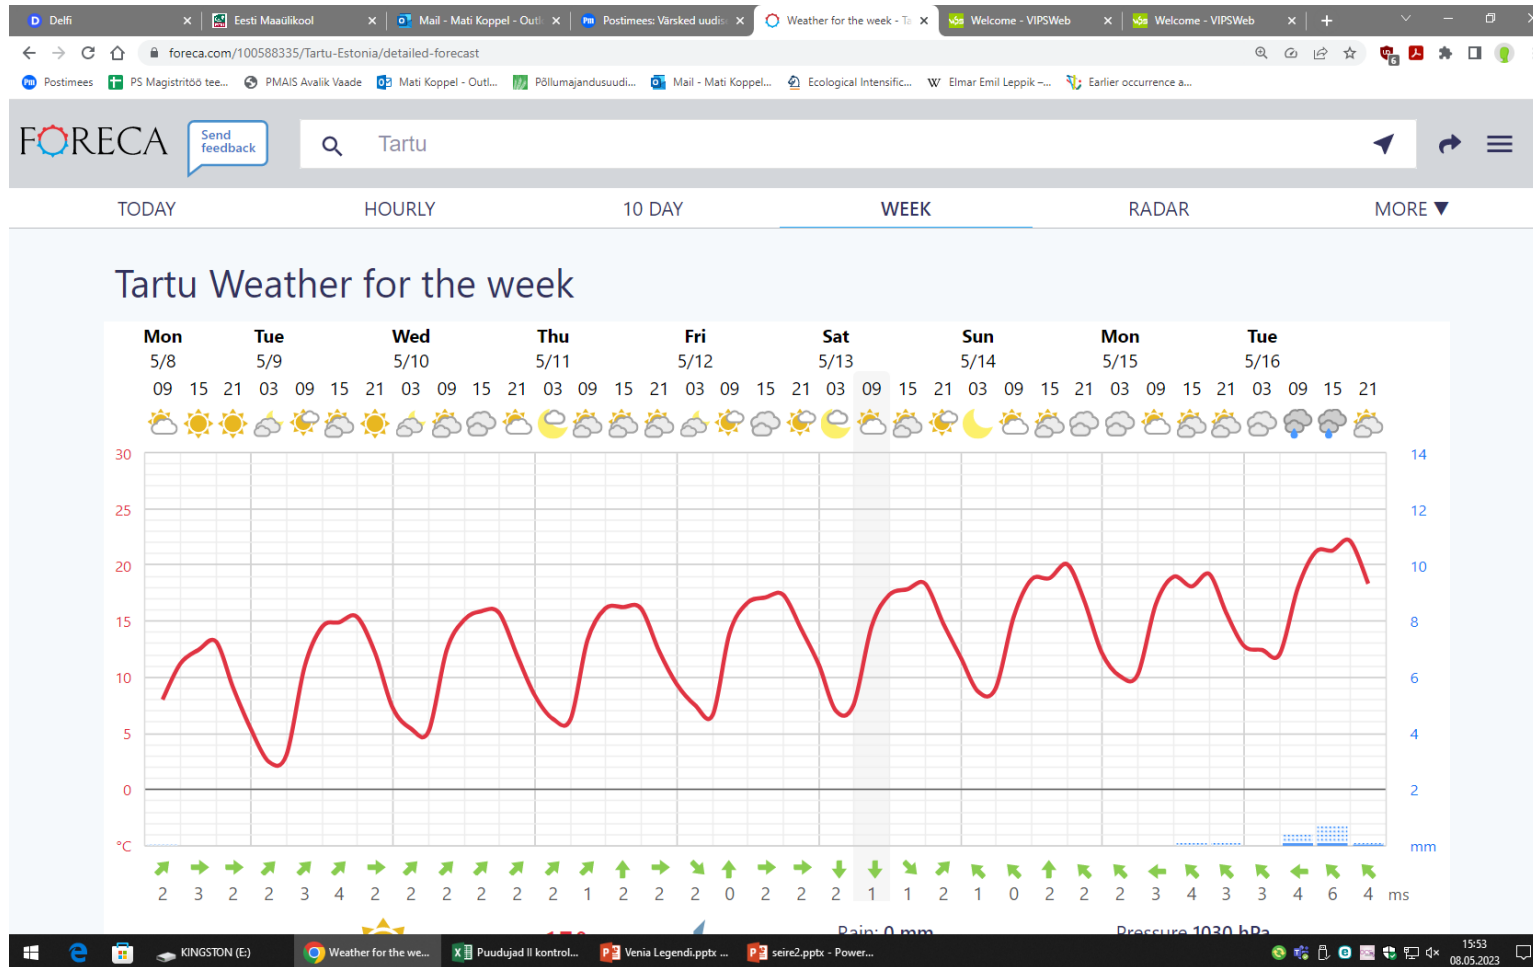 Delfi
Eesti Maaülikool
Mail - Mati Koppel - Outl
Postimees: Värsked uudis
Weather for the week - Ta
Welcome - VIPSWeb
Welcome - VIPSWeb
foreca.com/100588335/Tartu-Estonia/detailed-forecast
6
Postimees
PS Magistritöö tee...
PMAIS Avalik Vaade
Mati Koppel - Outl...
Põllumajandusuudi...
Mail - Mati Koppel...
Ecological Intensific...
Elmar Emil Leppik –...
Earlier occurrence a...
FORECA
Send
feedback
Tartu
TODAY HOURLY 10 DAY WEEK RADAR MORE ▼
Tartu Weather for the week
Mon Tue Wed Thu Fri Sat Sun Mon Tue
5/8 5/9 5/10 5/11 5/12 5/13 5/14 5/15 5/16
09 15 21 03 09 15 21 03 09 15 21 03 09 15 21 03 09 15 21 03 09 15 21 03 09 15 21 03 09 15 21 03 09 15 21
30 14
25 12
20 10
15 8
10 6
5 4
0 2
°C mm
2 3 2 2 3 4 2 2 2 2 2 2 1 2 2 2 0 2 2 2 1 1 2 1 0 2 2 2 3 4 3 3 4 6 4 ms
Rain: 0 mm
Pressure 1030 hPa
KINGSTON (E:)
Weather for the we...
Puudujad II kontrol...
Venia Legendi.pptx ...
seire2.pptx - Power...
15:53
08.05.2023